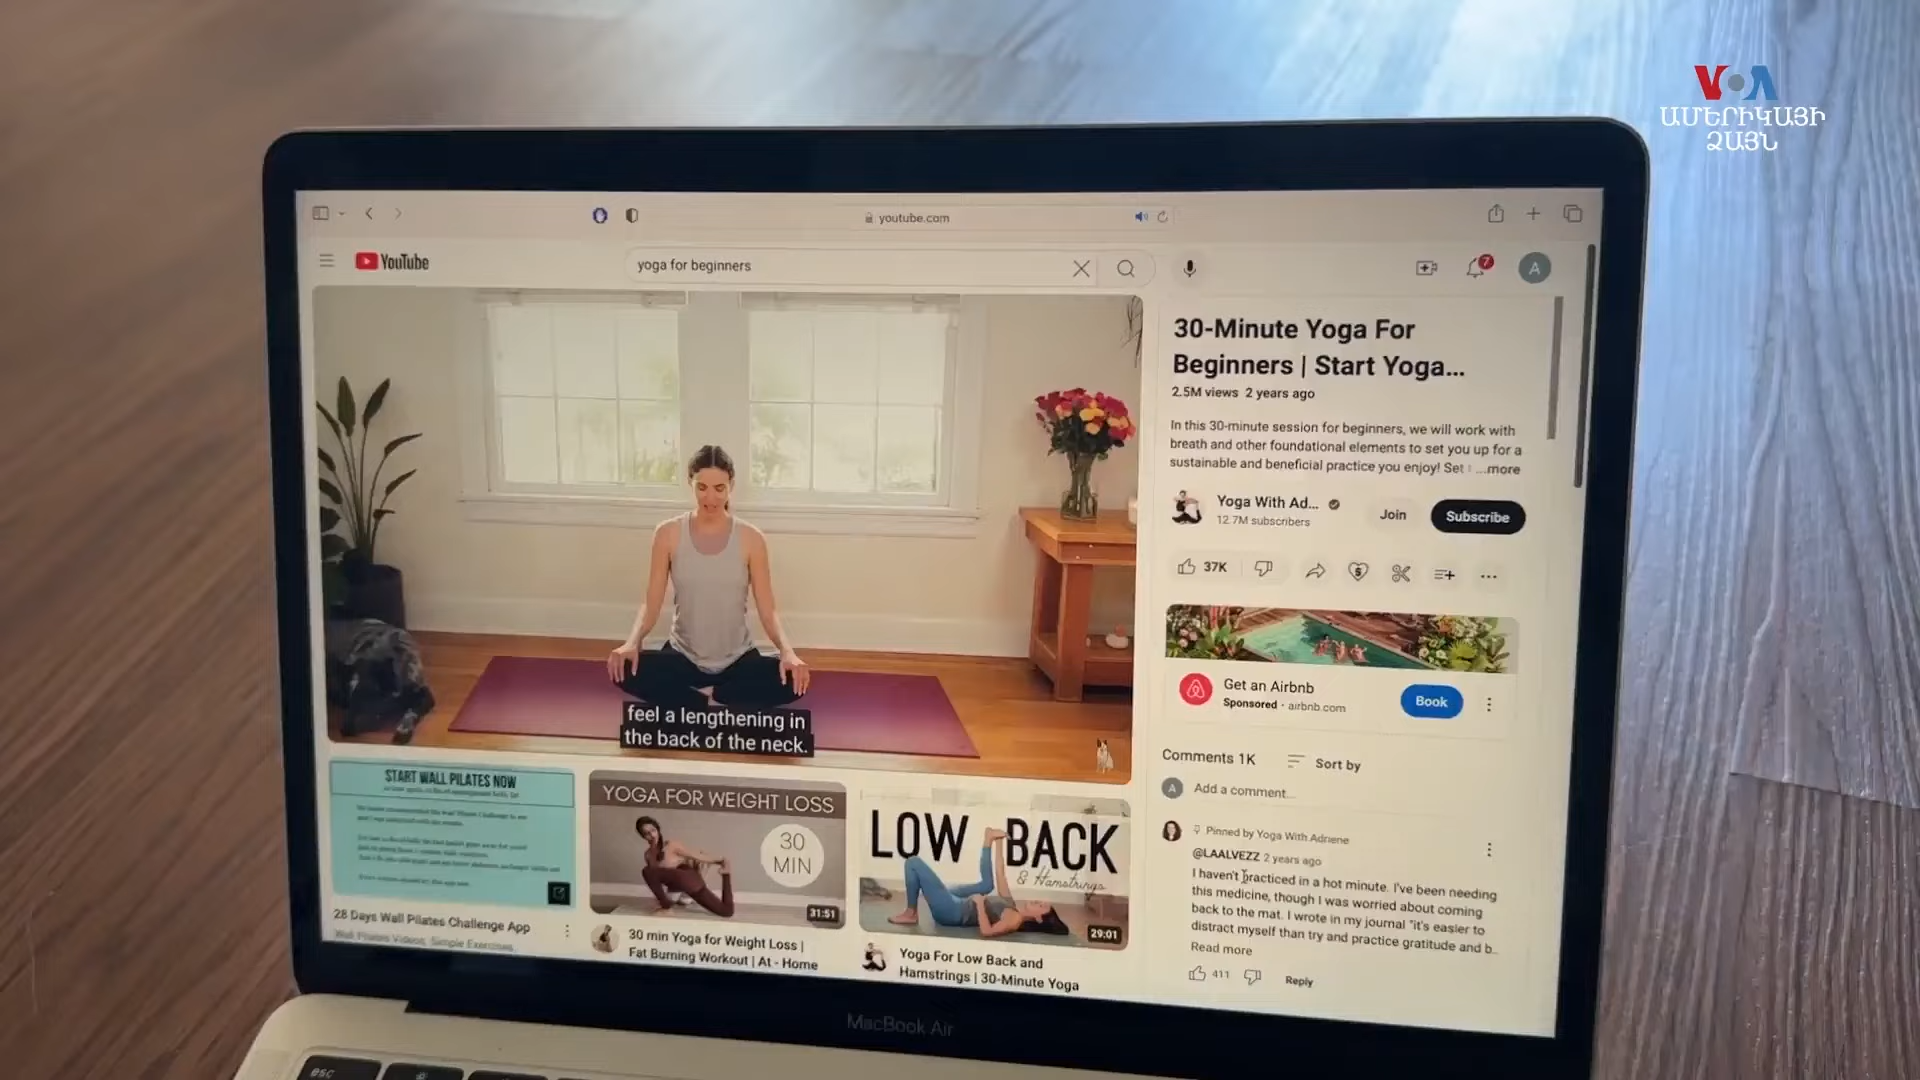 VOA
ԱՄԵՐԻԿԱՅԻ
ՁԱՅՆ
youtube.com
YouTube
yoga for beginners
7
A
30-Minute Yoga For
Beginners | Start Yoga...
2.5M views 2 years ago
In this 30-minute session for beginners, we will work with
breath and other foundational elements to set you up for a
sustainable and beneficial practice you enjoy! Set ...more
Yoga With Ad...
12.7M subscribers
Join
Subscribe
37K
Get an Airbnb
Sponsored · airbnb.com
Book
Comments 1K
Sort by
A
Add a comment...
Pinned by Yoga With Adriene
@LAALVEZZ 2 years ago
I haven't practiced in a hot minute. I've been needing
this medicine, though I was worried about coming
back to the mat. I wrote in my journal "it's easier to
distract myself than try and practice gratitude and b...
Read more
411
Reply
feel a lengthening in
the back of the neck.
START WALL PILATES NOW
28 Days Wall Pilates Challenge App
Wall Pilates Videos, Simple Exercises
YOGA FOR WEIGHT LOSS
30
MIN
31:51
30 min Yoga for Weight Loss |
Fat Burning Workout | At - Home
LOW BACK
& Hamstrings
29:01
Yoga For Low Back and
Hamstrings | 30-Minute Yoga
MacBook Air
esc